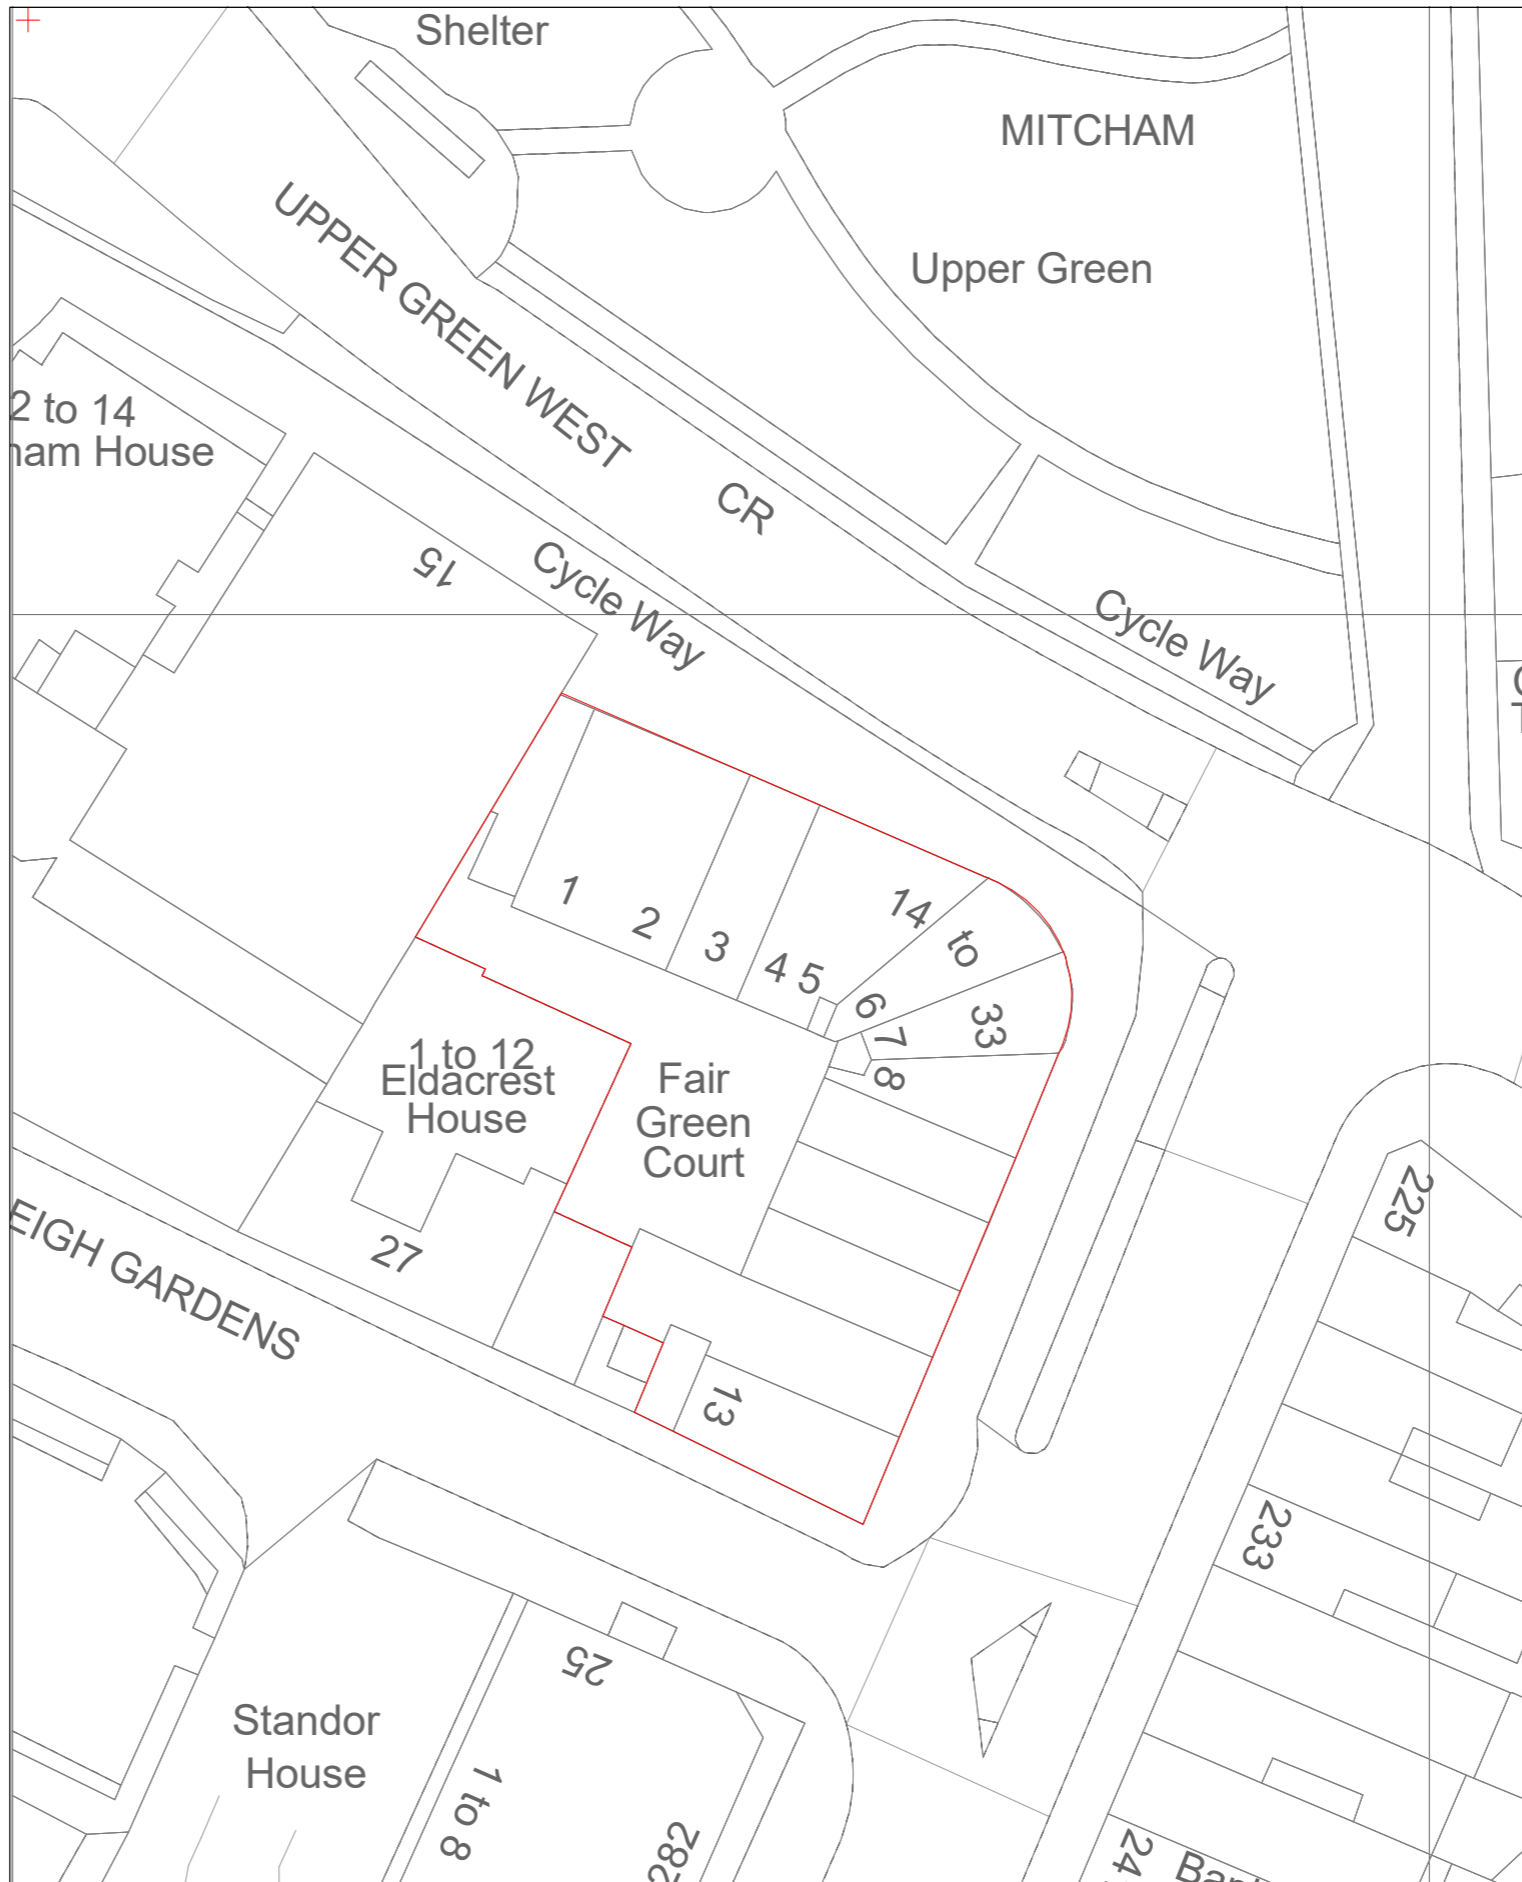 Shelter
MITCHAM
UPPER GREEN WEST
Upper Green
2 to 14
ham House
CR
15
Cycle Way
Cycle Way
1
2
3
4 5
14
to
33
6
7
8
1 to 12
Eldacrest
House
Fair
Green
Court
225
EIGH GARDENS
27
13
233
25
Standor
House
1 to 8
282
24